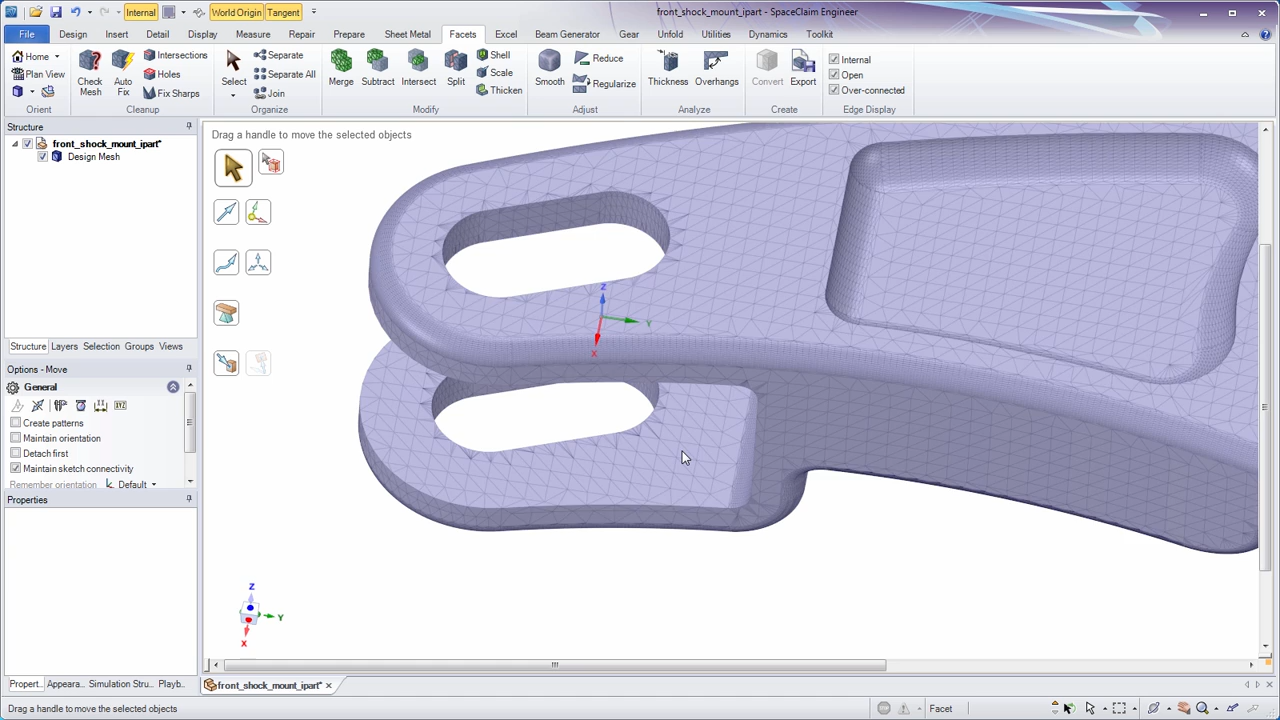 Internal World Origin Tangent front_shock_mount_ipart* - SpaceClaim Engineer
File Design Insert Detail Display Measure Repair Prepare Sheet Metal Facets Excel Beam Generator Gear Unfold Utilities Dynamics Toolkit
Home
Plan View
Orient
Check Mesh
Auto Fix
Intersections
Holes
Fix Sharps
Cleanup
Select
Separate
Separate All
Join
Organize
Merge
Subtract
Intersect
Split
Shell
Scale
Thicken
Modify
Smooth
Reduce
Regularize
Adjust
Thickness
Overhangs
Analyze
Convert
Export
Create
Internal
Open
Over-connected
Edge Display
Structure
front_shock_mount_ipart*
Design Mesh
Structure Layers Selection Groups Views
Options - Move
General
XYZ
Create patterns
Maintain orientation
Detach first
Maintain sketch connectivity
Remember orientation Default
Properties
Propert... Appeara... Simulation Stru... Playb...
Drag a handle to move the selected objects
Z
Y
X
Z
Y
X
front_shock_mount_ipart*
Drag a handle to move the selected objects
Facet